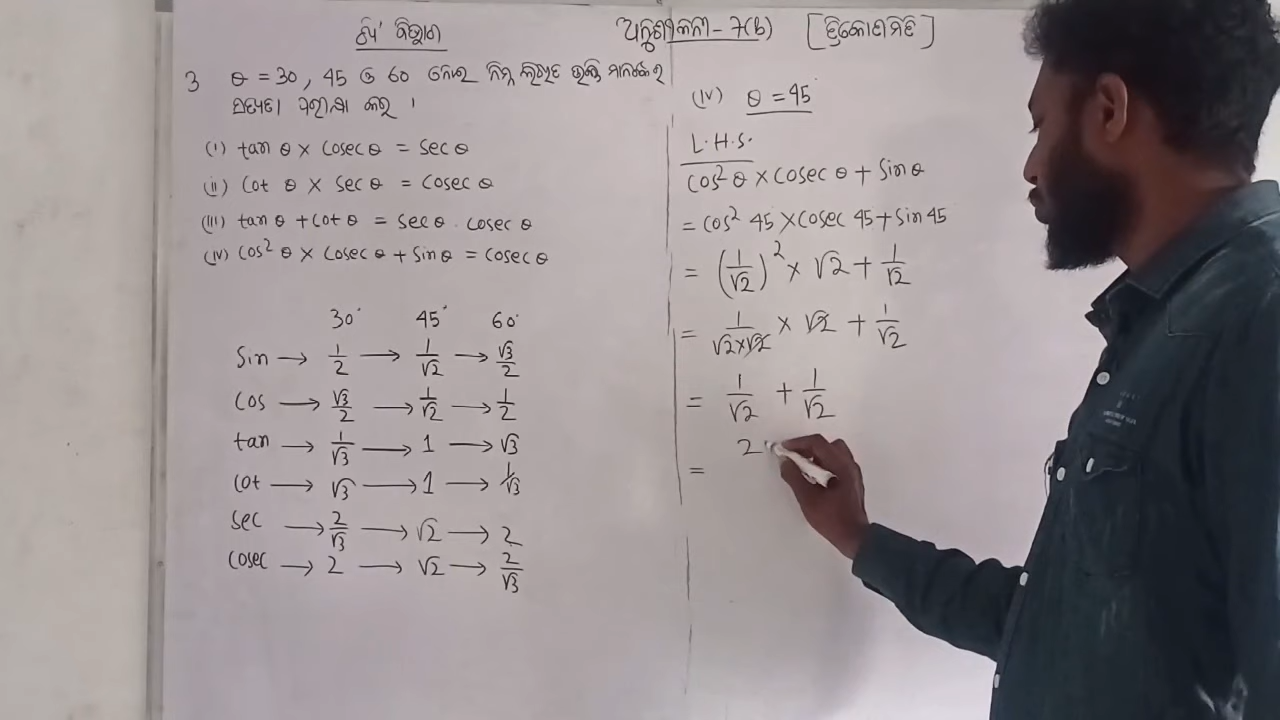 'ଖ' ବିଭାଗ
ଅନୁଶୀଳନୀ - 7(b) [ତ୍ରିକୋଣମିତି]
3 θ = 30, 45 ଓ 60 ନେଇ ନିମ୍ନ ଲିଖିତ ଉକ୍ତି ମାନଙ୍କର
ସତ୍ୟତା ପରୀକ୍ଷା କର ।
(i) tan θ × cosec θ = sec θ
(ii) cot θ × sec θ = cosec θ
(iii) tan θ + cot θ = sec θ . cosec θ
(iv) cos² θ × cosec θ + sin θ = cosec θ
30° 45° 60°
sin → 1/2 → 1/√2 → √3/2
cos → √3/2 → 1/√2 → 1/2
tan → 1/√3 → 1 → √3
cot → √3 → 1 → 1/√3
sec → 2/√3 → √2 → 2
cosec → 2 → √2 → 2/√3
(iv) θ = 45°
L.H.S.
cos² θ × cosec θ + sin θ
= cos² 45 × cosec 45 + sin 45
= (1/√2)² × √2 + 1/√2
= 1/√2×√2 × √2 + 1/√2
= 1/√2 + 1/√2
= 2